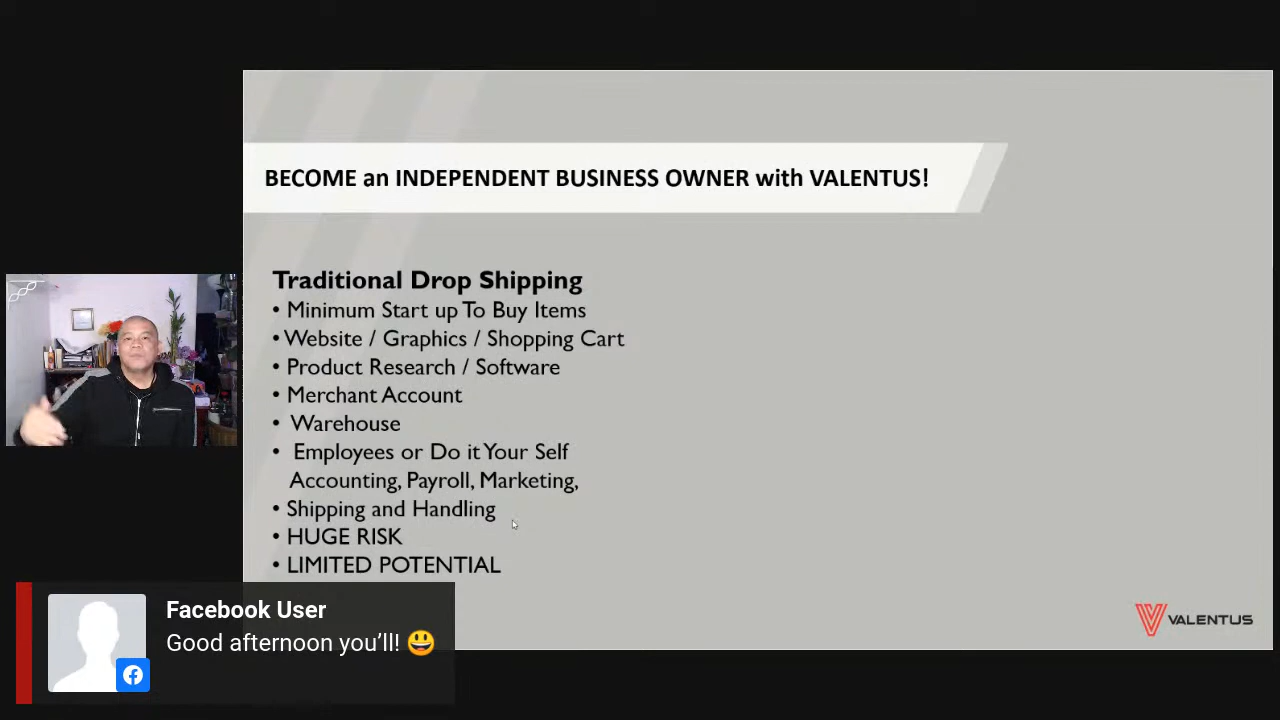 BECOME an INDEPENDENT BUSINESS OWNER with VALENTUS!
Traditional Drop Shipping
• Minimum Start up To Buy Items
• Website / Graphics / Shopping Cart
• Product Research / Software
• Merchant Account
• Warehouse
• Employees or Do it Your Self
Accounting, Payroll, Marketing,
• Shipping and Handling
• HUGE RISK
• LIMITED POTENTIAL
Facebook User
Good afternoon you’ll! 😃
VALENTUS